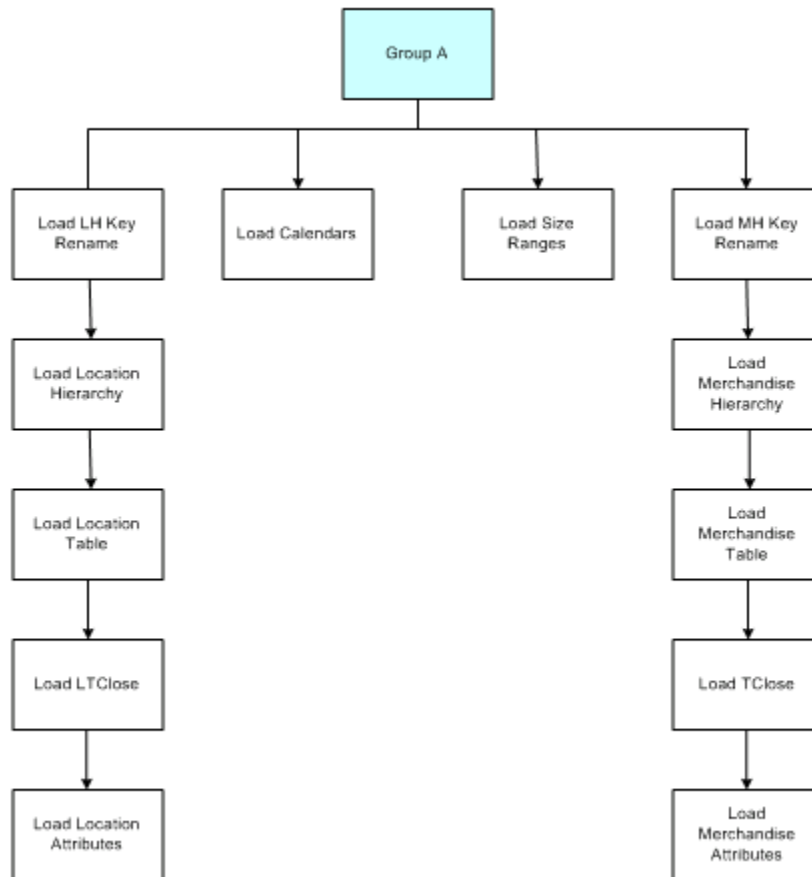 Group A
Load LH Key
Rename
Load Calendars
Load Size
Ranges
Load MH Key
Rename
Load Location
Hierarchy
Load
Merchandise
Hierarchy
Load Location
Table
Load
Merchandise
Table
Load LTClose
Load TClose
Load Location
Attributes
Load
Merchandise
Attributes